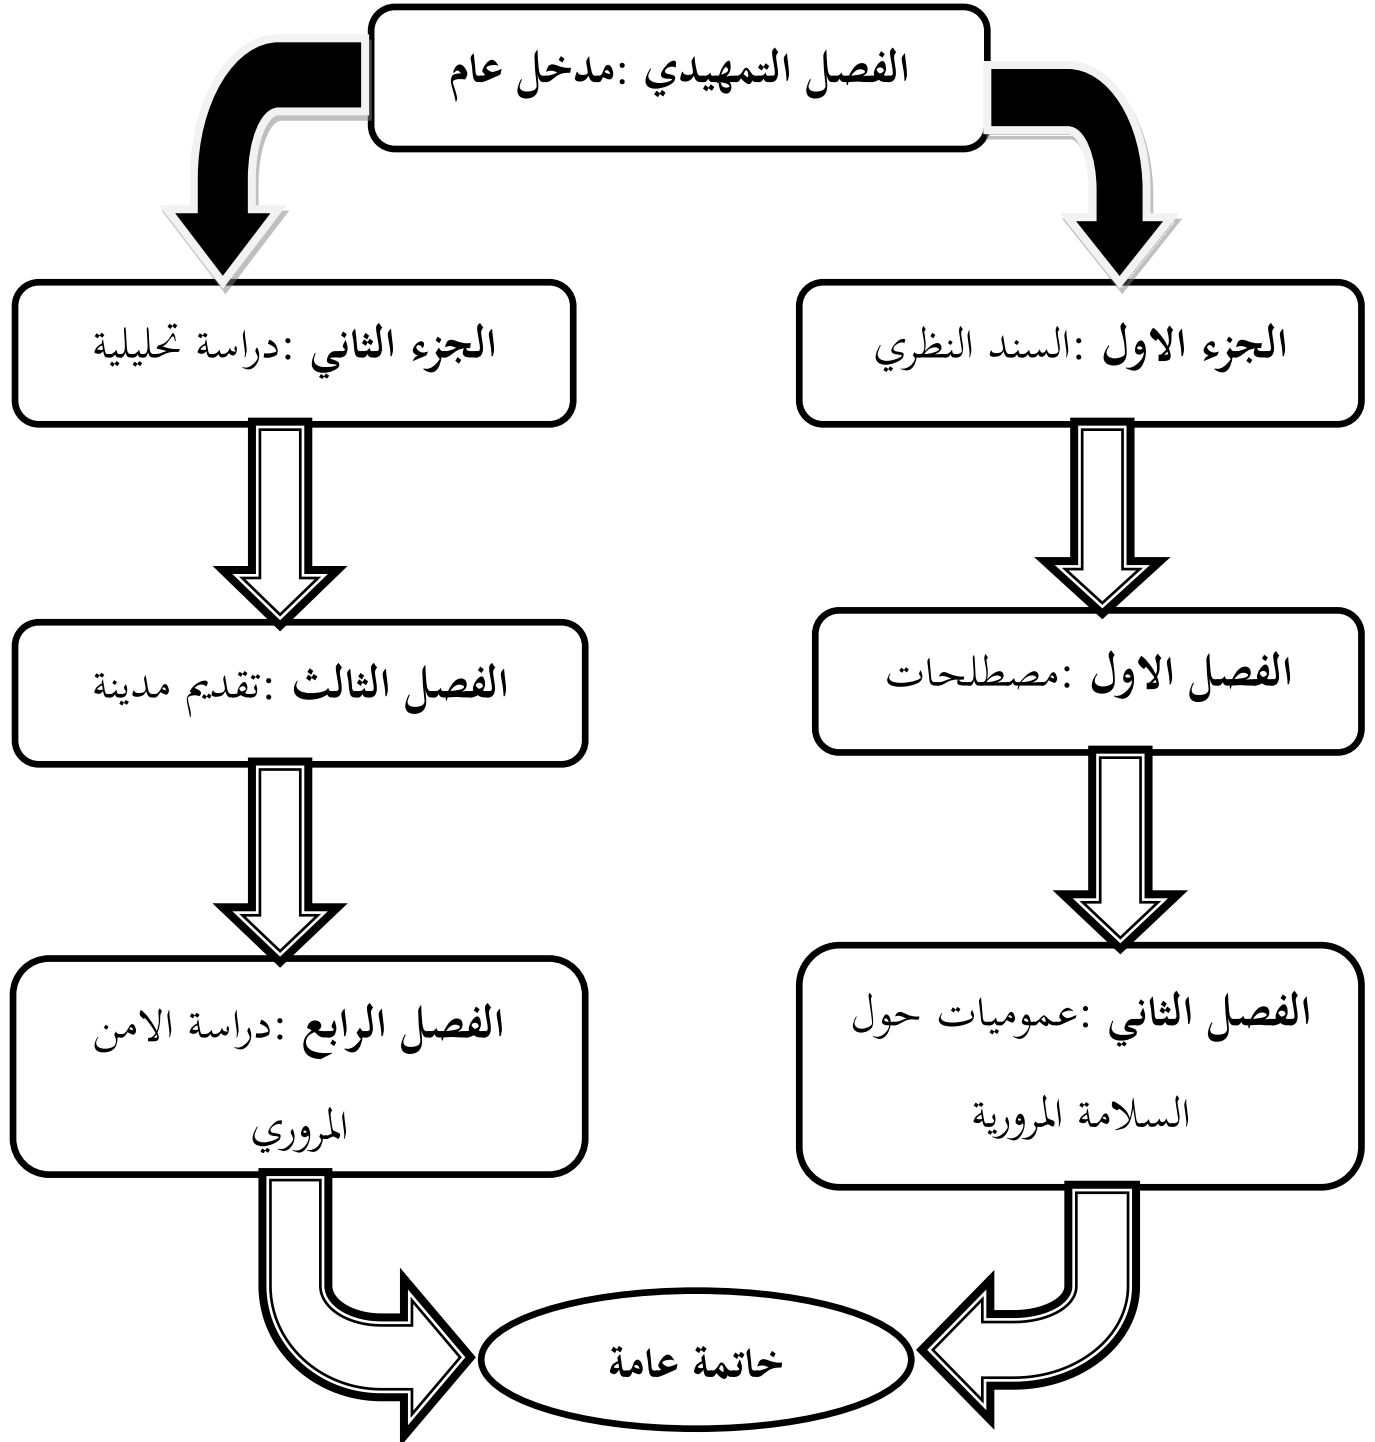 الفصل التمهيدي :مدخل عام
الجزء الاول :السند النظري
الجزء الثاني :دراسة تحليلية
الفصل الاول :مصطلحات
الفصل الثالث :تقديم مدينة
الفصل الثاني :عموميات حول
السلامة المرورية
الفصل الرابع :دراسة الامن
المروري
خاتمة عامة